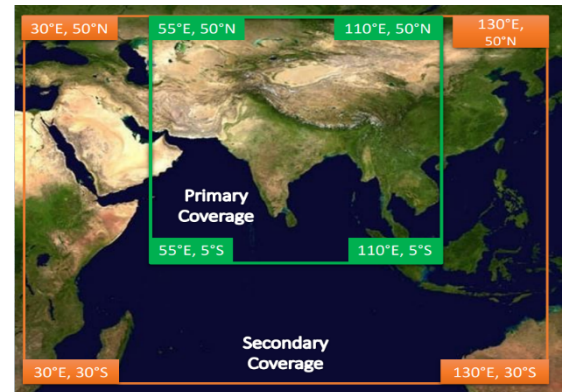 30°E, 50°N
55°E, 50°N
110°E, 50°N
130°E,
50°N
Primary
Coverage
55°E, 5°S
110°E, 5°S
Secondary
Coverage
30°E, 30°S
130°E, 30°S